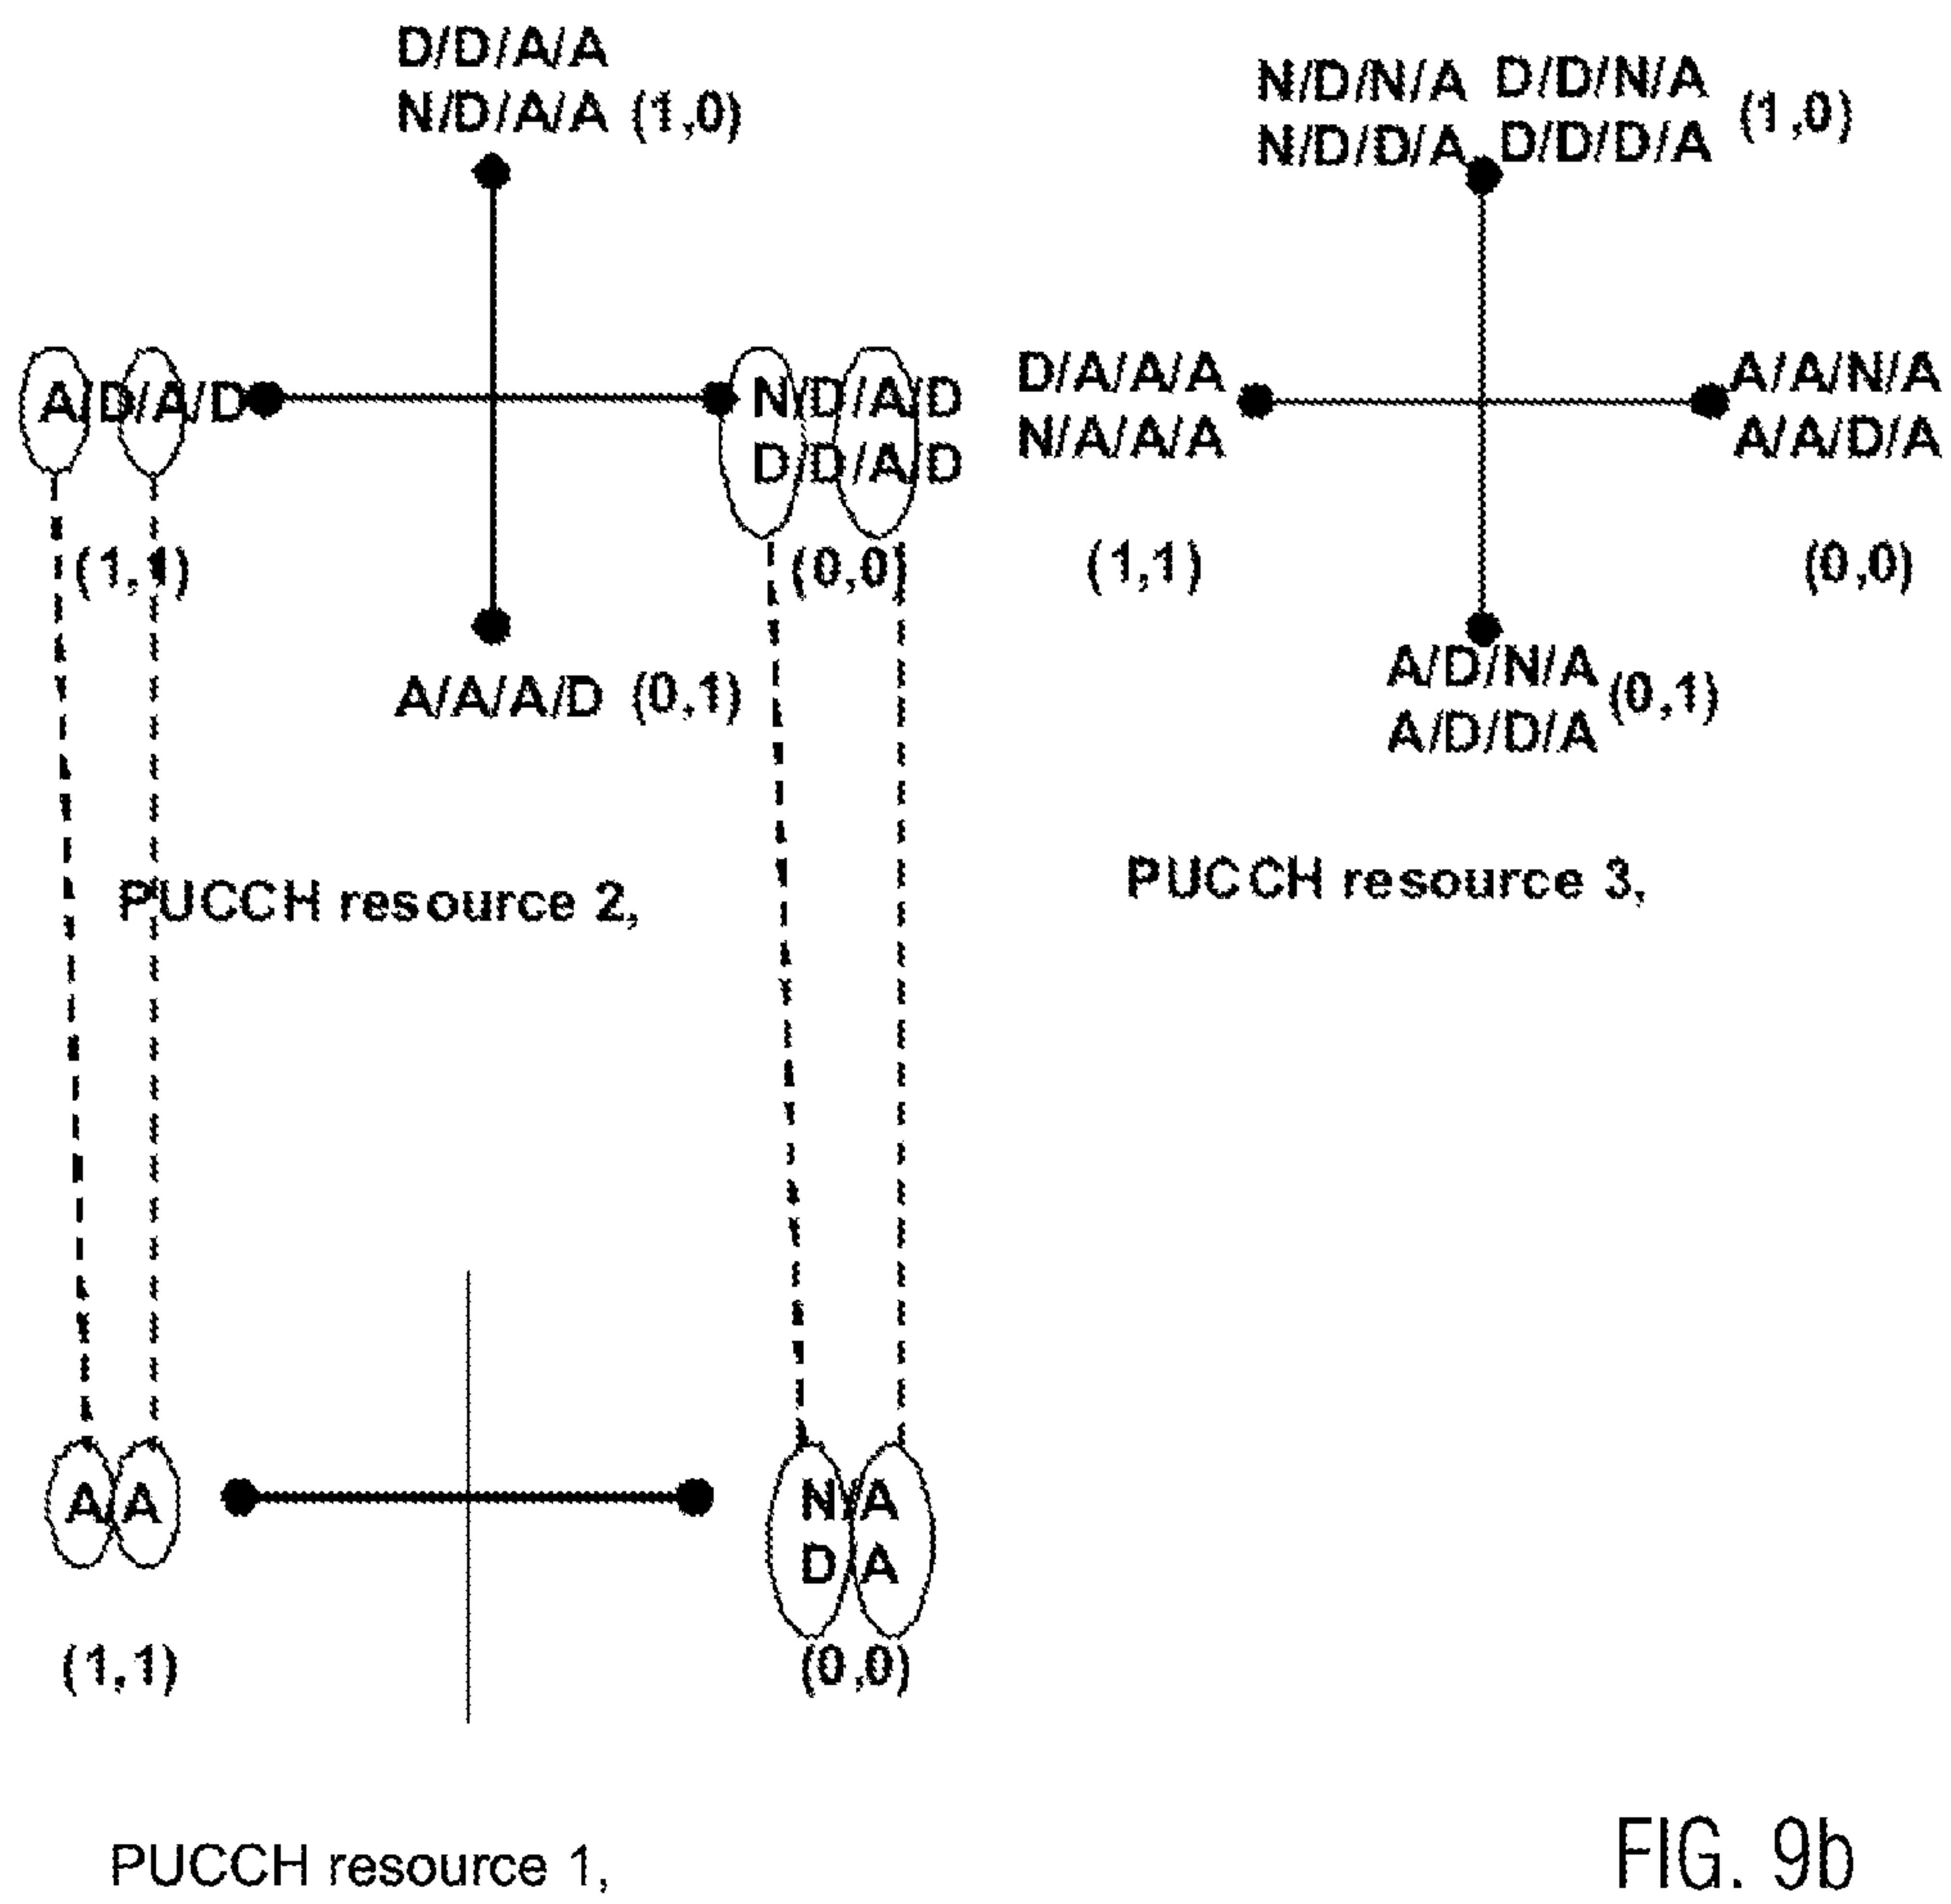 D/D/A/A
N/D/A/A (1,0)
A/D/A/D
N/D/A/D
D/D/A/D
(1,1)
(0,0)
A/A/A/D (0,1)
PUCCH resource 2,
N/D/N/A D/D/N/A
(1,0)
N/D/D/A D/D/D/A
D/A/A/A
N/A/A/A
A/A/N/A
A/A/D/A
(1,1)
(0,0)
A/D/N/A
(0,1)
A/D/D/A
PUCCH resource 3,
A/A
N/A
D/A
(1,1)
(0,0)
PUCCH resource 1,
FIG. 9b